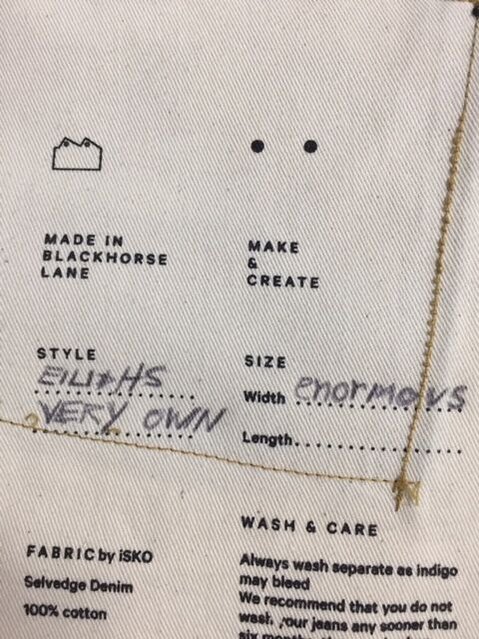 MADE IN
BLACKHORSE
LANE
MAKE
&
CREATE
STYLE
EILIDHS
VERY OWN
SIZE
Width enormous
Length
FABRIC by iSKO
Selvedge Denim
100% cotton
WASH & CARE
Always wash separate as indigo
may bleed
We recommend that you do not
wash your jeans any sooner than
six months